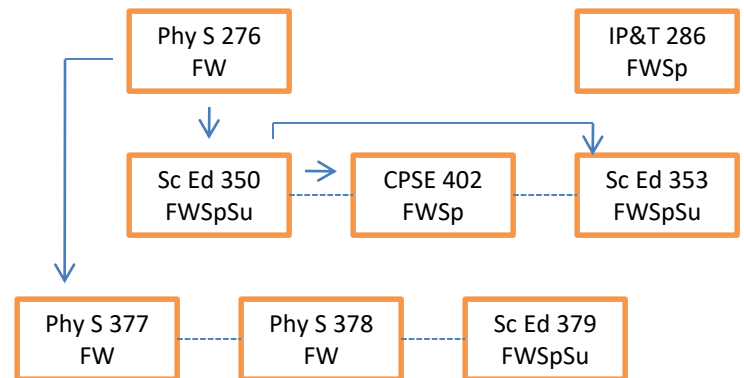 Phy S 276
FW
IP&T 286
FWSp
Sc Ed 350
FWSpSu
CPSE 402
FWSp
Sc Ed 353
FWSpSu
Phy S 377
FW
Phy S 378
FW
Sc Ed 379
FWSpSu